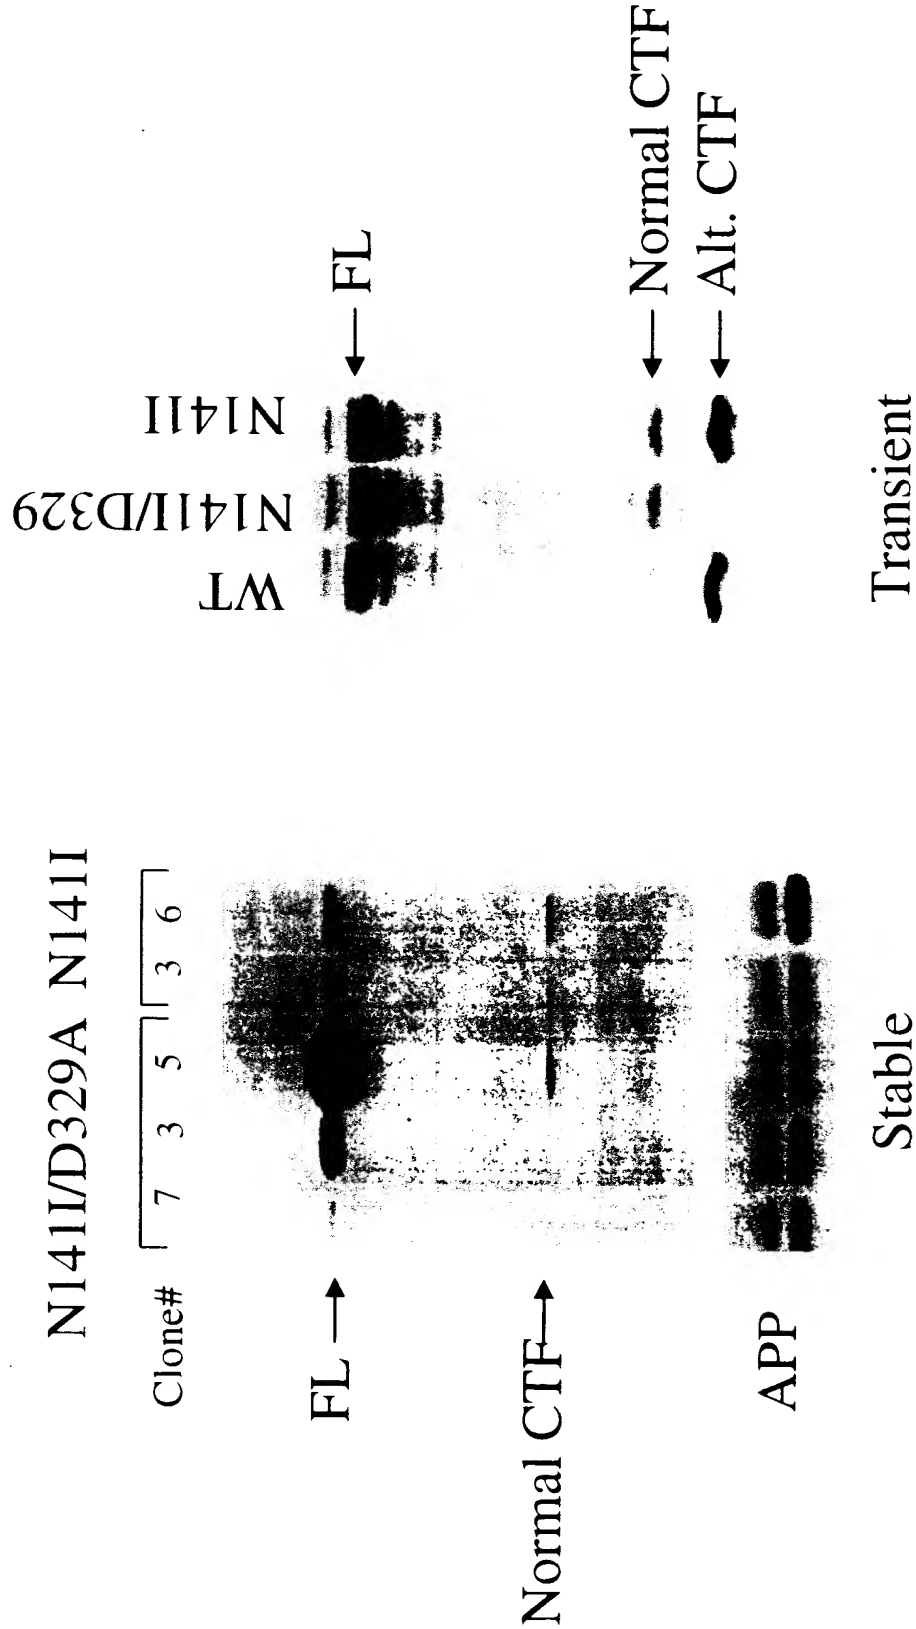 N141I/D329A N141I
Clone# 7 3 5 3 6
FL
Normal CTF
APP
Stable
WT
N141I/D329
N141I
FL
Normal CTF
Alt. CTF
Transient